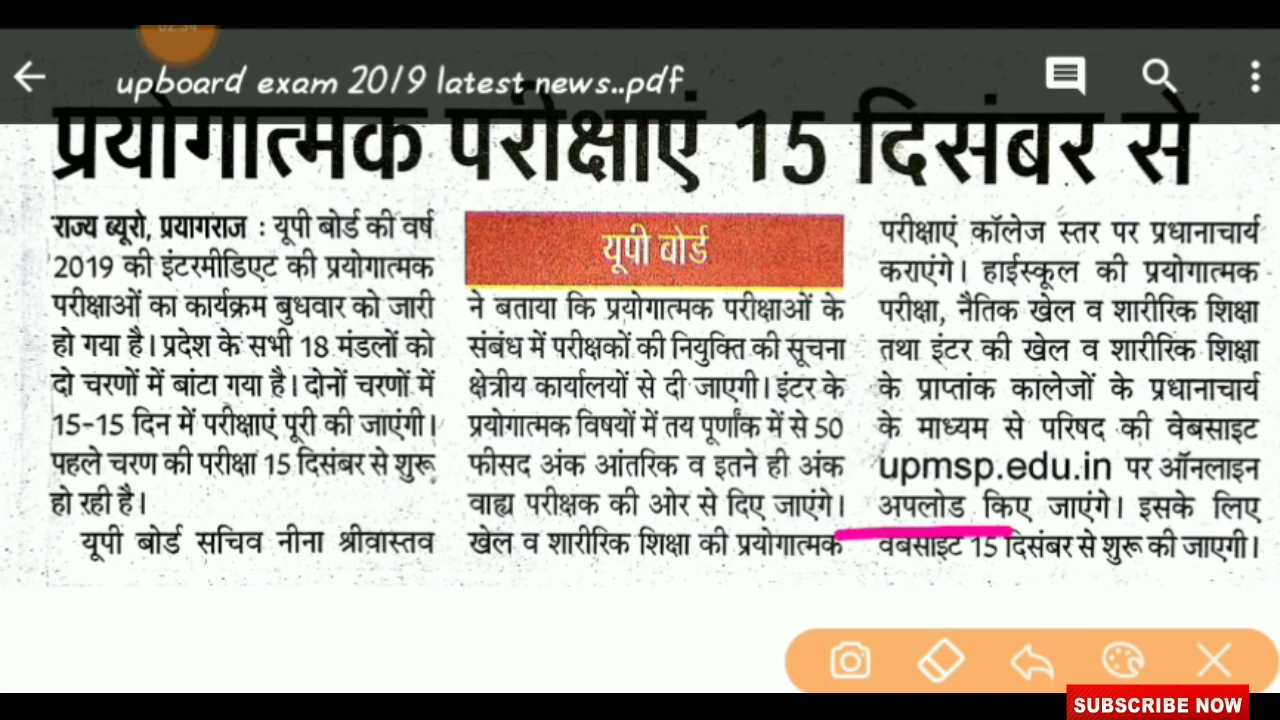 02:34
upboard exam 2019 latest news..pdf
प्रयोगात्मक परीक्षाएं 15 दिसंबर से
राज्य ब्यूरो, प्रयागराज : यूपी बोर्ड की वर्ष
2019 की इंटरमीडिएट की प्रयोगात्मक
परीक्षाओं का कार्यक्रम बुधवार को जारी
हो गया है। प्रदेश के सभी 18 मंडलों को
दो चरणों में बांटा गया है। दोनों चरणों में
15-15 दिन में परीक्षाएं पूरी की जाएंगी।
पहले चरण की परीक्षा 15 दिसंबर से शुरू
हो रही है।
यूपी बोर्ड सचिव नीना श्रीवास्तव
यूपी बोर्ड
ने बताया कि प्रयोगात्मक परीक्षाओं के
संबंध में परीक्षकों की नियुक्ति की सूचना
क्षेत्रीय कार्यालयों से दी जाएगी। इंटर के
प्रयोगात्मक विषयों में तय पूर्णांक में से 50
फीसद अंक आंतरिक व इतने ही अंक
वाह्य परीक्षक की ओर से दिए जाएंगे।
खेल व शारीरिक शिक्षा की प्रयोगात्मक
परीक्षाएं कॉलेज स्तर पर प्रधानाचार्य
कराएंगे। हाईस्कूल की प्रयोगात्मक
परीक्षा, नैतिक खेल व शारीरिक शिक्षा
तथा इंटर की खेल व शारीरिक शिक्षा
के प्राप्तांक कालेजों के प्रधानाचार्य
के माध्यम से परिषद की वेबसाइट
upmsp.edu.in पर ऑनलाइन
अपलोड किए जाएंगे। इसके लिए
वेबसाइट 15 दिसंबर से शुरू की जाएगी।
SUBSCRIBE NOW